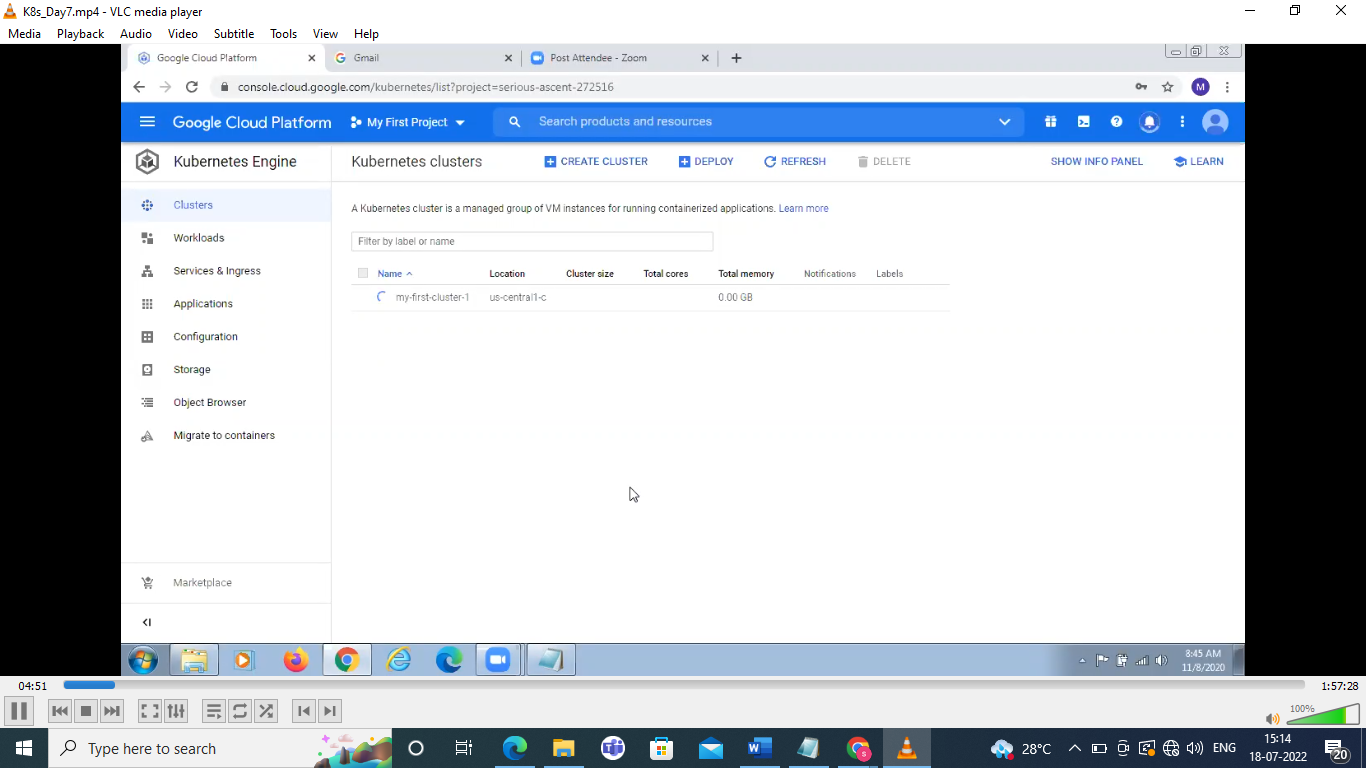 K8s_Day7.mp4 - VLC media player
Media Playback Audio Video Subtitle Tools View Help
Google Cloud Platform
Gmail
Post Attendee - Zoom
console.cloud.google.com/kubernetes/list?project=serious-ascent-272516
M
Google Cloud Platform
My First Project
Search products and resources
Kubernetes Engine
Kubernetes clusters
CREATE CLUSTER
DEPLOY
REFRESH
DELETE
SHOW INFO PANEL
LEARN
Clusters
Workloads
Services & Ingress
Applications
Configuration
Storage
Object Browser
Migrate to containers
Marketplace
A Kubernetes cluster is a managed group of VM instances for running containerized applications. Learn more
Filter by label or name
Name Location Cluster size Total cores Total memory Notifications Labels
my-first-cluster-1 us-central1-c 0.00 GB
8:45 AM
11/8/2020
04:51
1:57:28
100%
Type here to search
28°C
ENG
15:14
18-07-2022
20